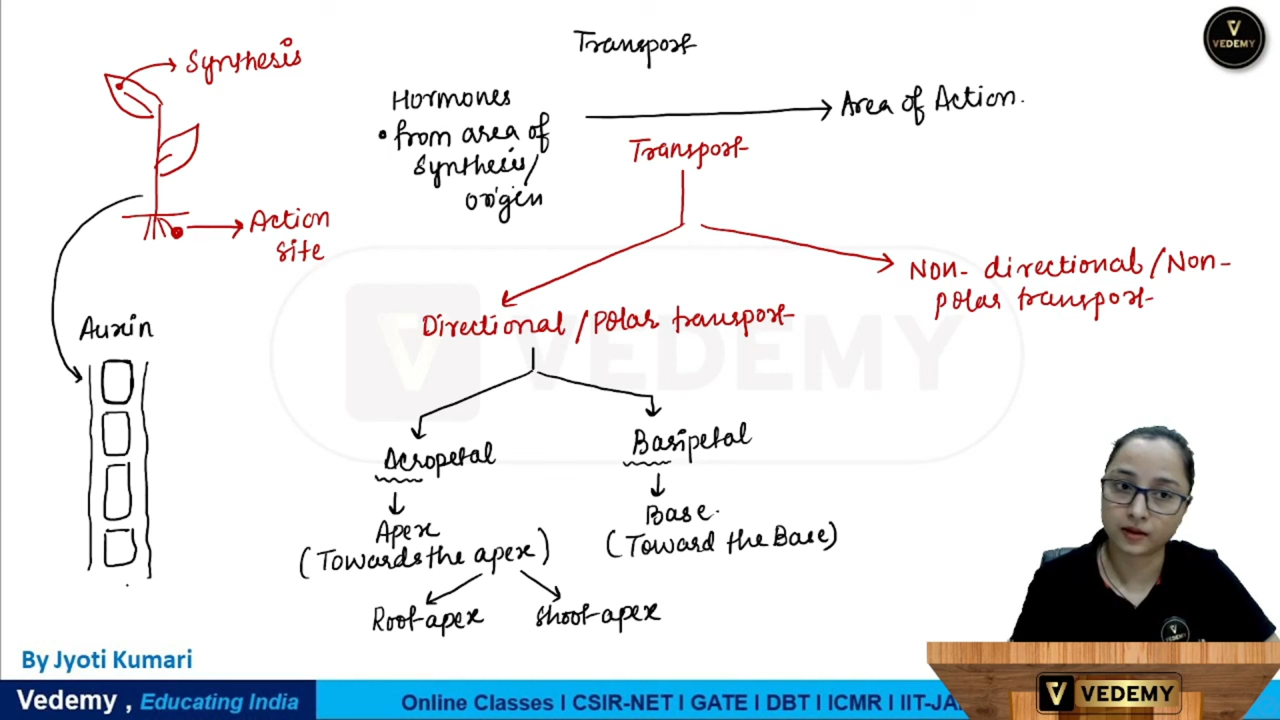 Transport
VEDEMY
Synthesis
Hormones
• from area of
synthesis/
origin
Area of Action.
Transport
Action
site
Non-directional/Non-
polar transport
Directional/Polar transport
VEDEMY
Auxin
Acropetal
Basipetal
Apex
(Towards the apex)
Base.
(Toward the Base)
Root apex
Shoot apex
VEDEMY
By Jyoti Kumari
VEDEMY
Vedemy , Educating India
Online Classes I CSIR-NET I GATE I DBT I ICMR I IIT-JA